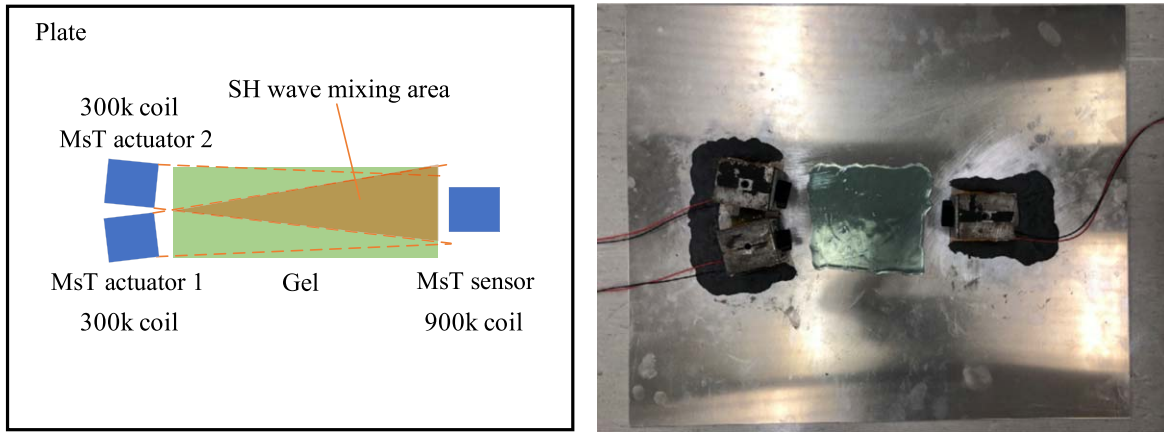 Plate
SH wave mixing area
300k coil
MsT actuator 2
MsT actuator 1
Gel
MsT sensor
300k coil
900k coil